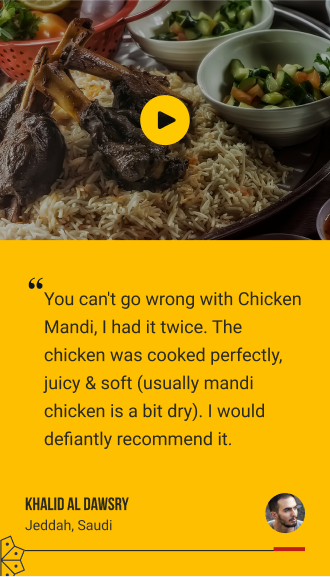 “You can't go wrong with Chicken
Mandi, I had it twice. The
chicken was cooked perfectly,
juicy & soft (usually mandi
chicken is a bit dry). I would
defiantly recommend it.
KHALID AL DAWSRY
Jeddah, Saudi